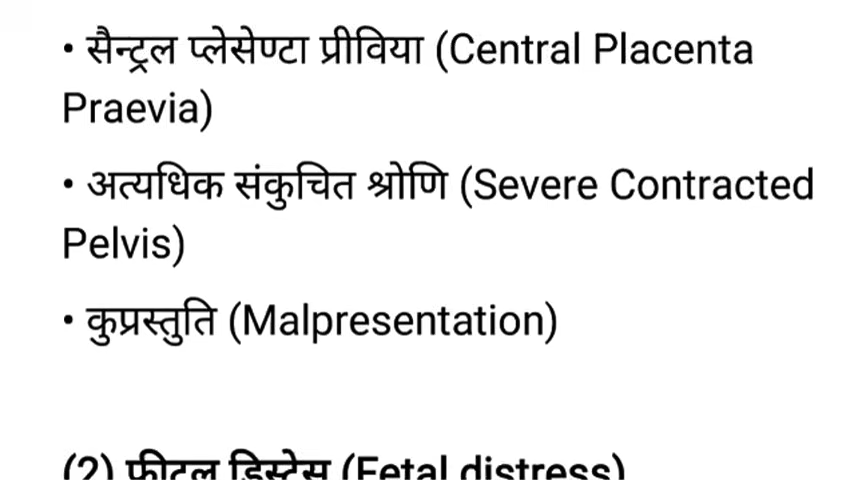 • सैन्ट्रल प्लेसेण्टा प्रीविया (Central Placenta
Praevia)
• अत्यधिक संकुचित श्रोणि (Severe Contracted
Pelvis)
• कुप्रस्तुति (Malpresentation)
(2) फीटल डिस्ट्रेस (Fetal distress)